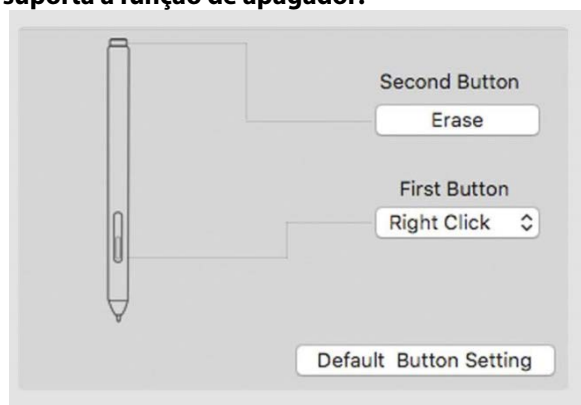 suporta a função de apagador?
Second Button
Erase
First Button
Right Click
Default Button Setting